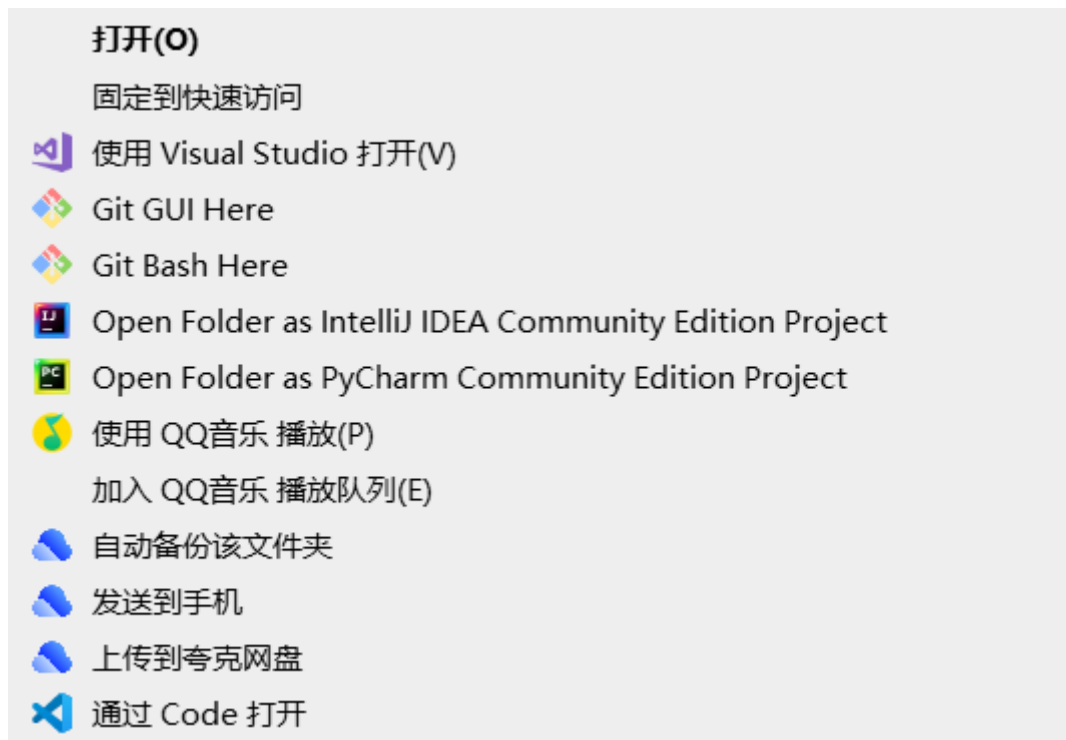 打开(O)
固定到快速访问
使用 Visual Studio 打开(V)
Git GUI Here
Git Bash Here
Open Folder as IntelliJ IDEA Community Edition Project
Open Folder as PyCharm Community Edition Project
使用 QQ音乐 播放(P)
加入 QQ音乐 播放队列(E)
自动备份该文件夹
发送到手机
上传到夸克网盘
通过 Code 打开